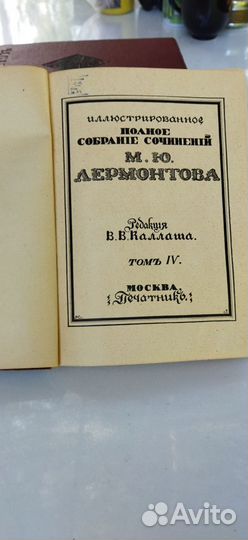 ИЛЛЮСТРИРОВАННОЕ
ПОЛНОЕ
СОБРАНІЕ СОЧИНЕНІЙ
М. Ю.
ЛЕРМОНТОВА
Редакція
В. В. Каллаша.
ТОМЪ IV.
МОСКВА.
„Печатникъ“.
Avito